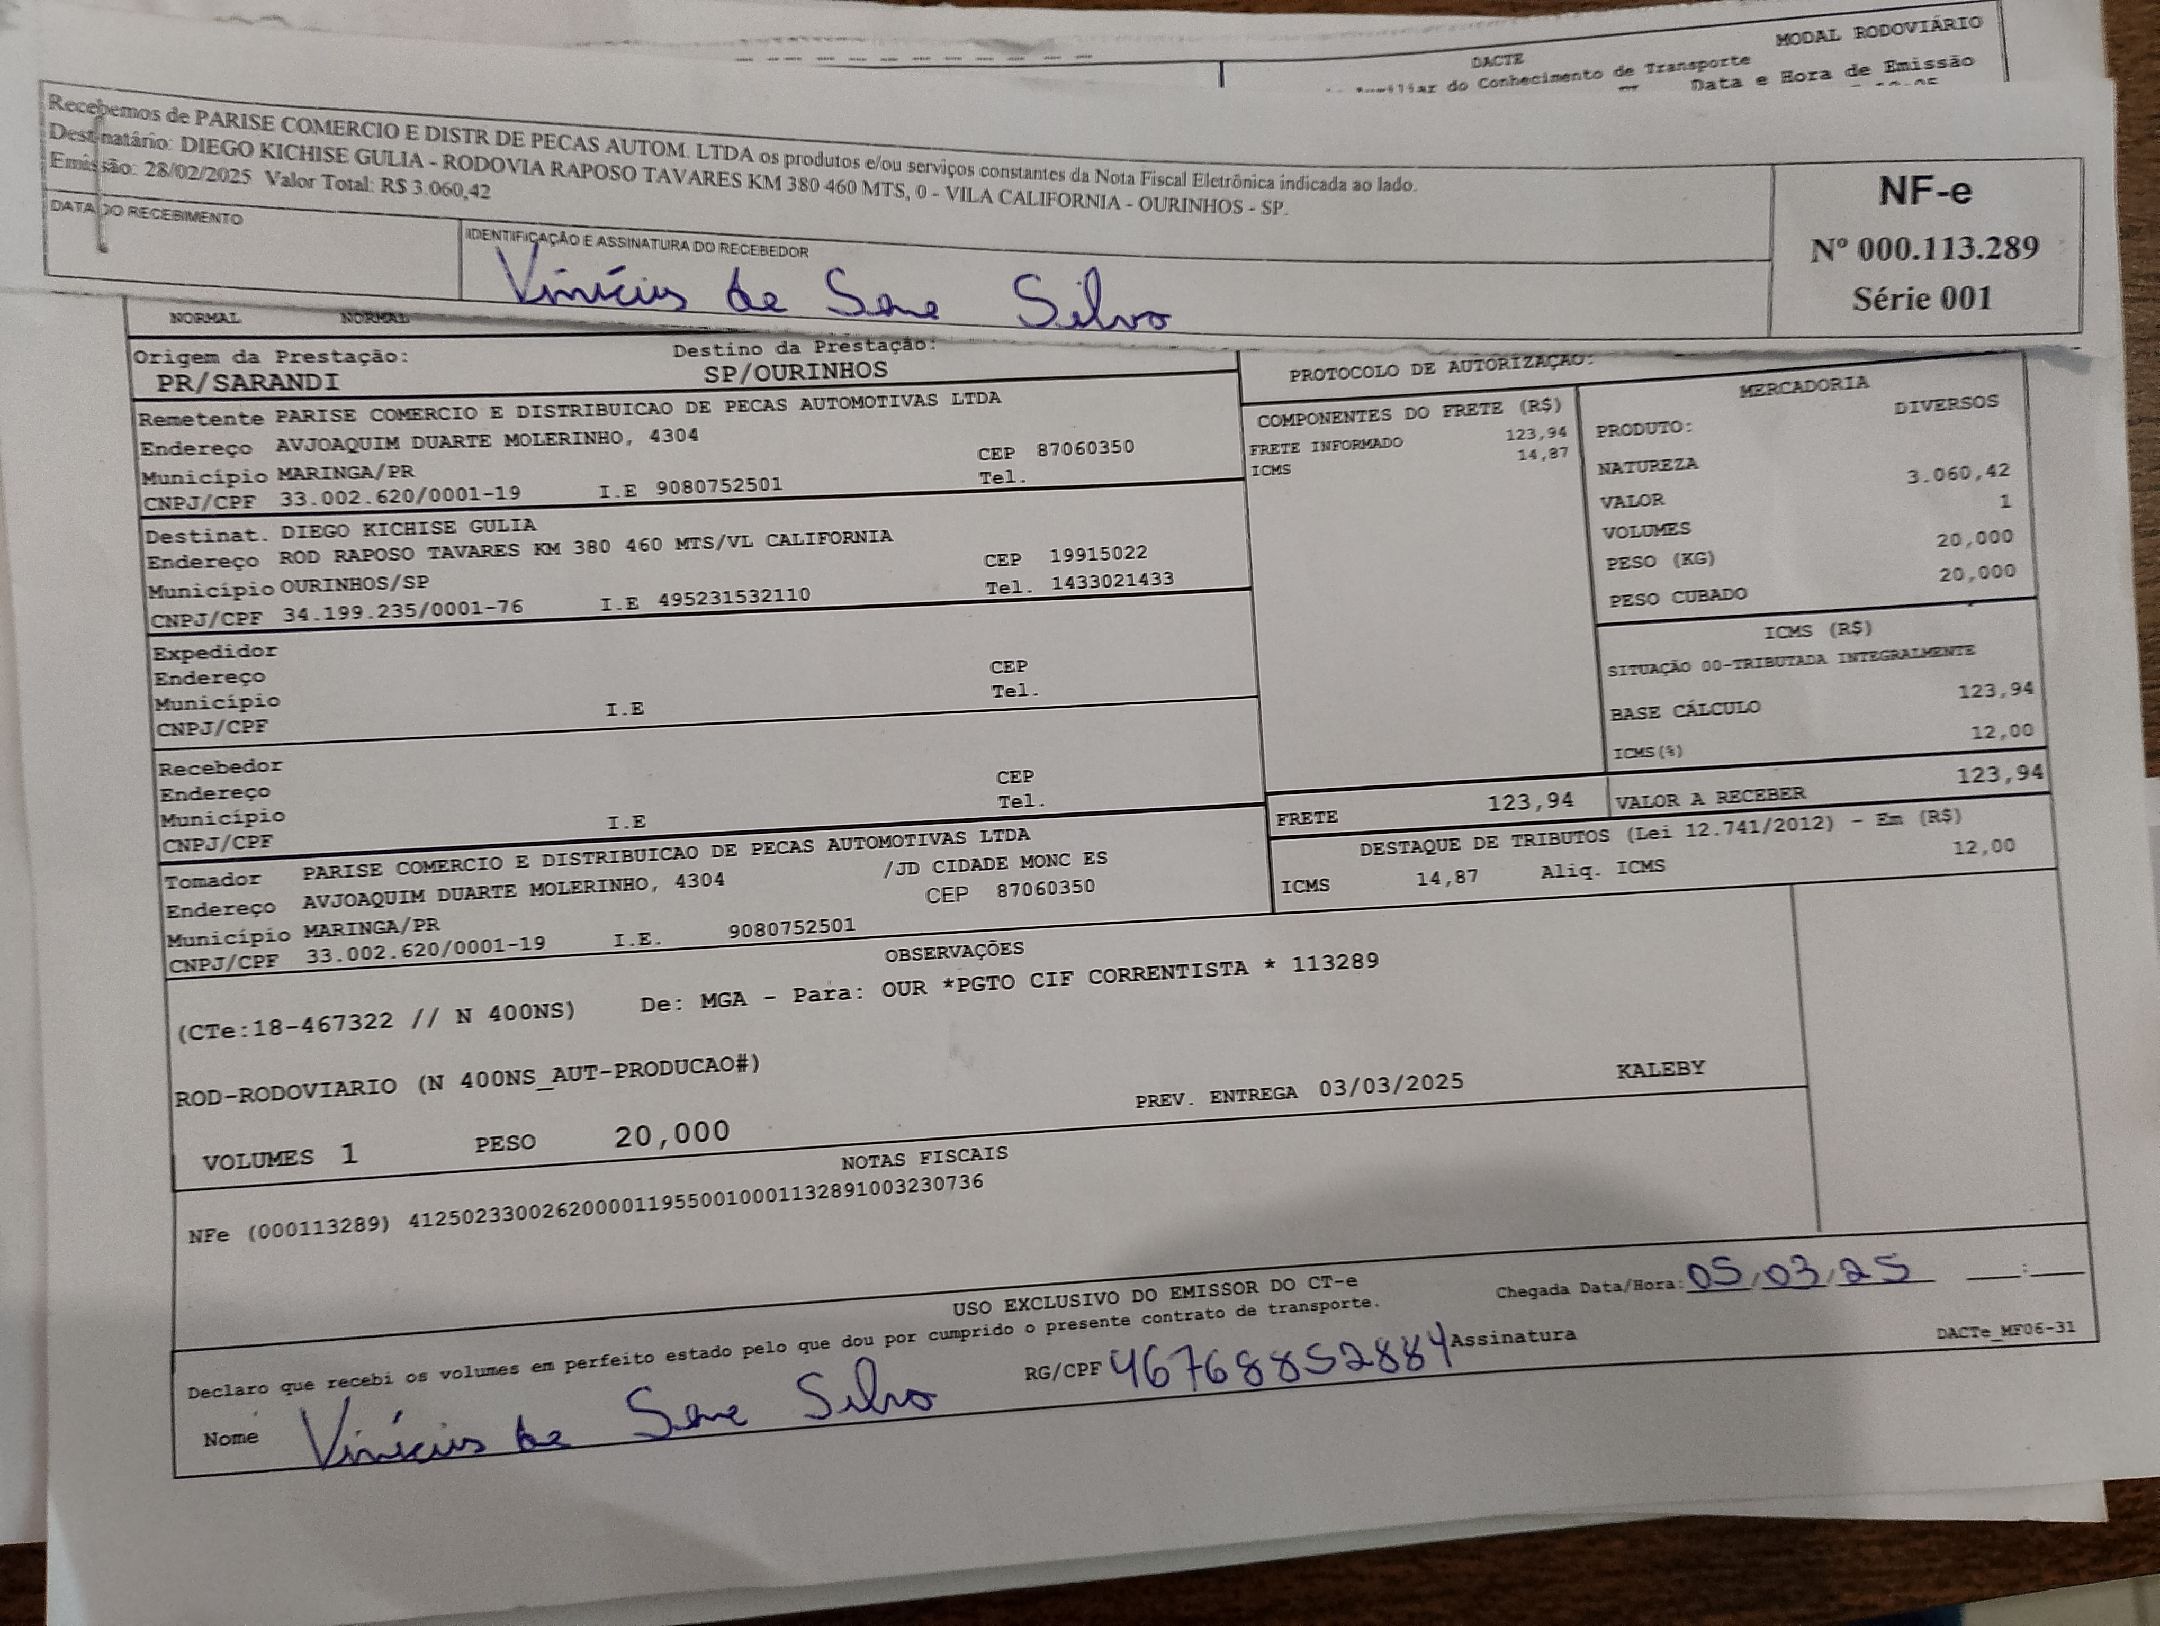 MODAL RODOVIÁRIO
DACTE
do Conhecimento de Transporte
Data e Hora de Emissão
Recebemos de PARISE COMERCIO E DISTR DE PECAS AUTOM. LTDA os produtos e/ou serviços constantes da Nota Fiscal Eletrônica indicada ao lado.
Destinatário: DIEGO KICHISE GULIA - RODOVIA RAPOSO TAVARES KM 380 460 MTS, 0 - VILA CALIFORNIA - OURINHOS - SP.
Emissão: 28/02/2025 Valor Total: R$ 3.060,42
DATA DO RECEBIMENTO
IDENTIFICAÇÃO E ASSINATURA DO RECEBEDOR
Vinícius de Sene Silva
NF-e
Nº 000.113.289
Série 001
NORMAL NORMAL
Origem da Prestação: Destino da Prestação:
PR/SARANDI SP/OURINHOS
Remetente PARISE COMERCIO E DISTRIBUICAO DE PECAS AUTOMOTIVAS LTDA
Endereço AVJOAQUIM DUARTE MOLERINHO, 4304
Município MARINGA/PR CEP 87060350
CNPJ/CPF 33.002.620/0001-19 I.E 9080752501 Tel.
Destinat. DIEGO KICHISE GULIA
Endereço ROD RAPOSO TAVARES KM 380 460 MTS/VL CALIFORNIA
Município OURINHOS/SP CEP 19915022
CNPJ/CPF 34.199.235/0001-76 I.E 495231532110 Tel. 1433021433
Expedidor
Endereço
Município CEP
CNPJ/CPF I.E Tel.
Recebedor
Endereço
Município CEP
CNPJ/CPF I.E Tel.
Tomador PARISE COMERCIO E DISTRIBUICAO DE PECAS AUTOMOTIVAS LTDA
Endereço AVJOAQUIM DUARTE MOLERINHO, 4304 /JD CIDADE MONC ES
Município MARINGA/PR CEP 87060350
CNPJ/CPF 33.002.620/0001-19 I.E. 9080752501
PROTOCOLO DE AUTORIZAÇÃO:
COMPONENTES DO FRETE (R$)
FRETE INFORMADO 123,94
ICMS 14,87
MERCADORIA
PRODUTO: DIVERSOS
NATUREZA
VALOR 3.060,42
VOLUMES 1
PESO (KG) 20,000
PESO CUBADO 20,000
ICMS (R$)
SITUAÇÃO 00-TRIBUTADA INTEGRALMENTE
BASE CÁLCULO 123,94
ICMS(%) 12,00
FRETE 123,94 VALOR A RECEBER 123,94
DESTAQUE DE TRIBUTOS (Lei 12.741/2012) - Em (R$)
ICMS 14,87 Aliq. ICMS 12,00
OBSERVAÇÕES
(CTe:18-467322 // N 400NS) De: MGA - Para: OUR *PGTO CIF CORRENTISTA * 113289
ROD-RODOVIARIO (N 400NS_AUT-PRODUCAO#)
VOLUMES 1 PESO 20,000 PREV. ENTREGA 03/03/2025 KALEBY
NOTAS FISCAIS
NFe (000113289) 41250233002620000119550010001132891003230736
USO EXCLUSIVO DO EMISSOR DO CT-e
Chegada Data/Hora: 05/03/25 __:__
Declaro que recebi os volumes em perfeito estado pelo que dou por cumprido o presente contrato de transporte.
Nome Vinícius de Sene Silva RG/CPF 46768852884 Assinatura
DACTe_MF06-31